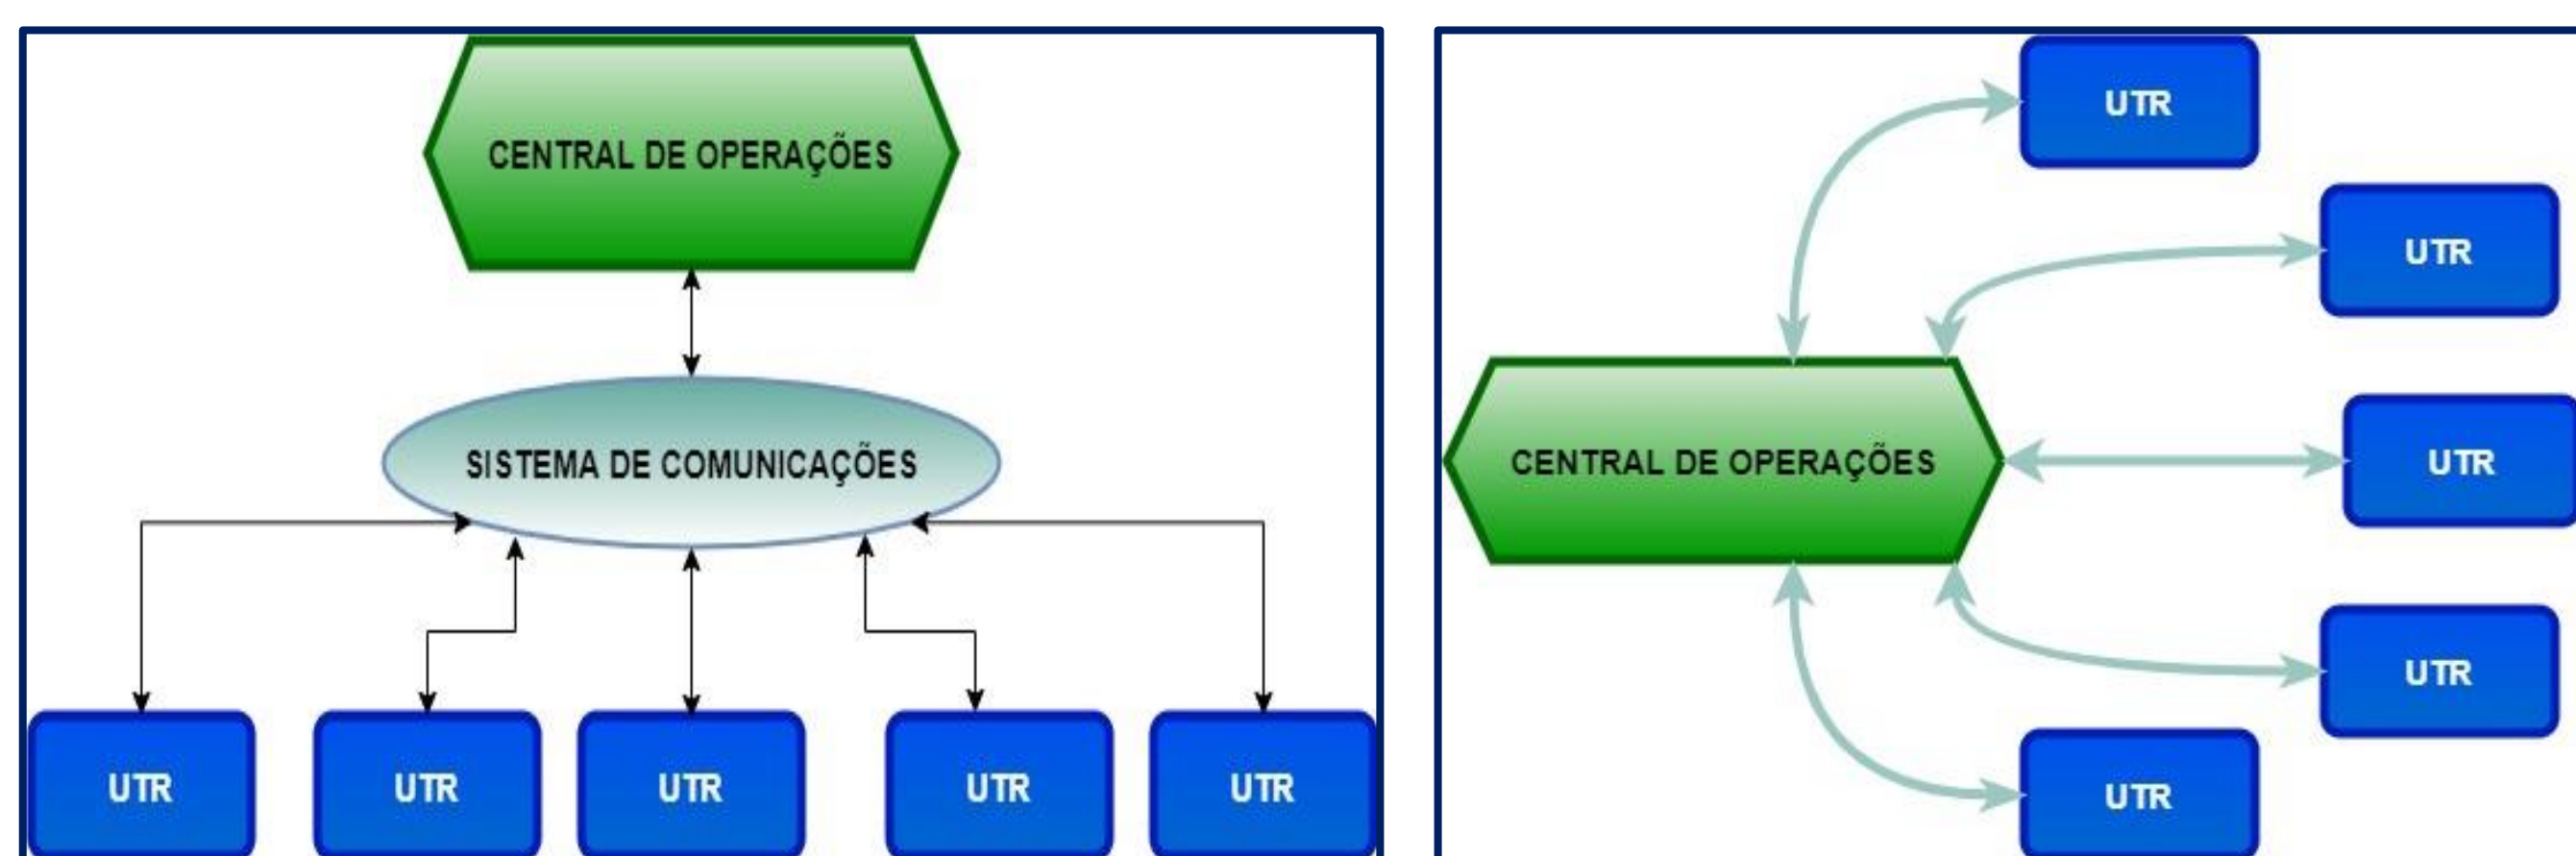 CENTRAL DE OPERAÇÕES
SISTEMA DE COMUNICAÇÕES
UTR
UTR
UTR
UTR
UTR
UTR
UTR
CENTRAL DE OPERAÇÕES
UTR
UTR
UTR